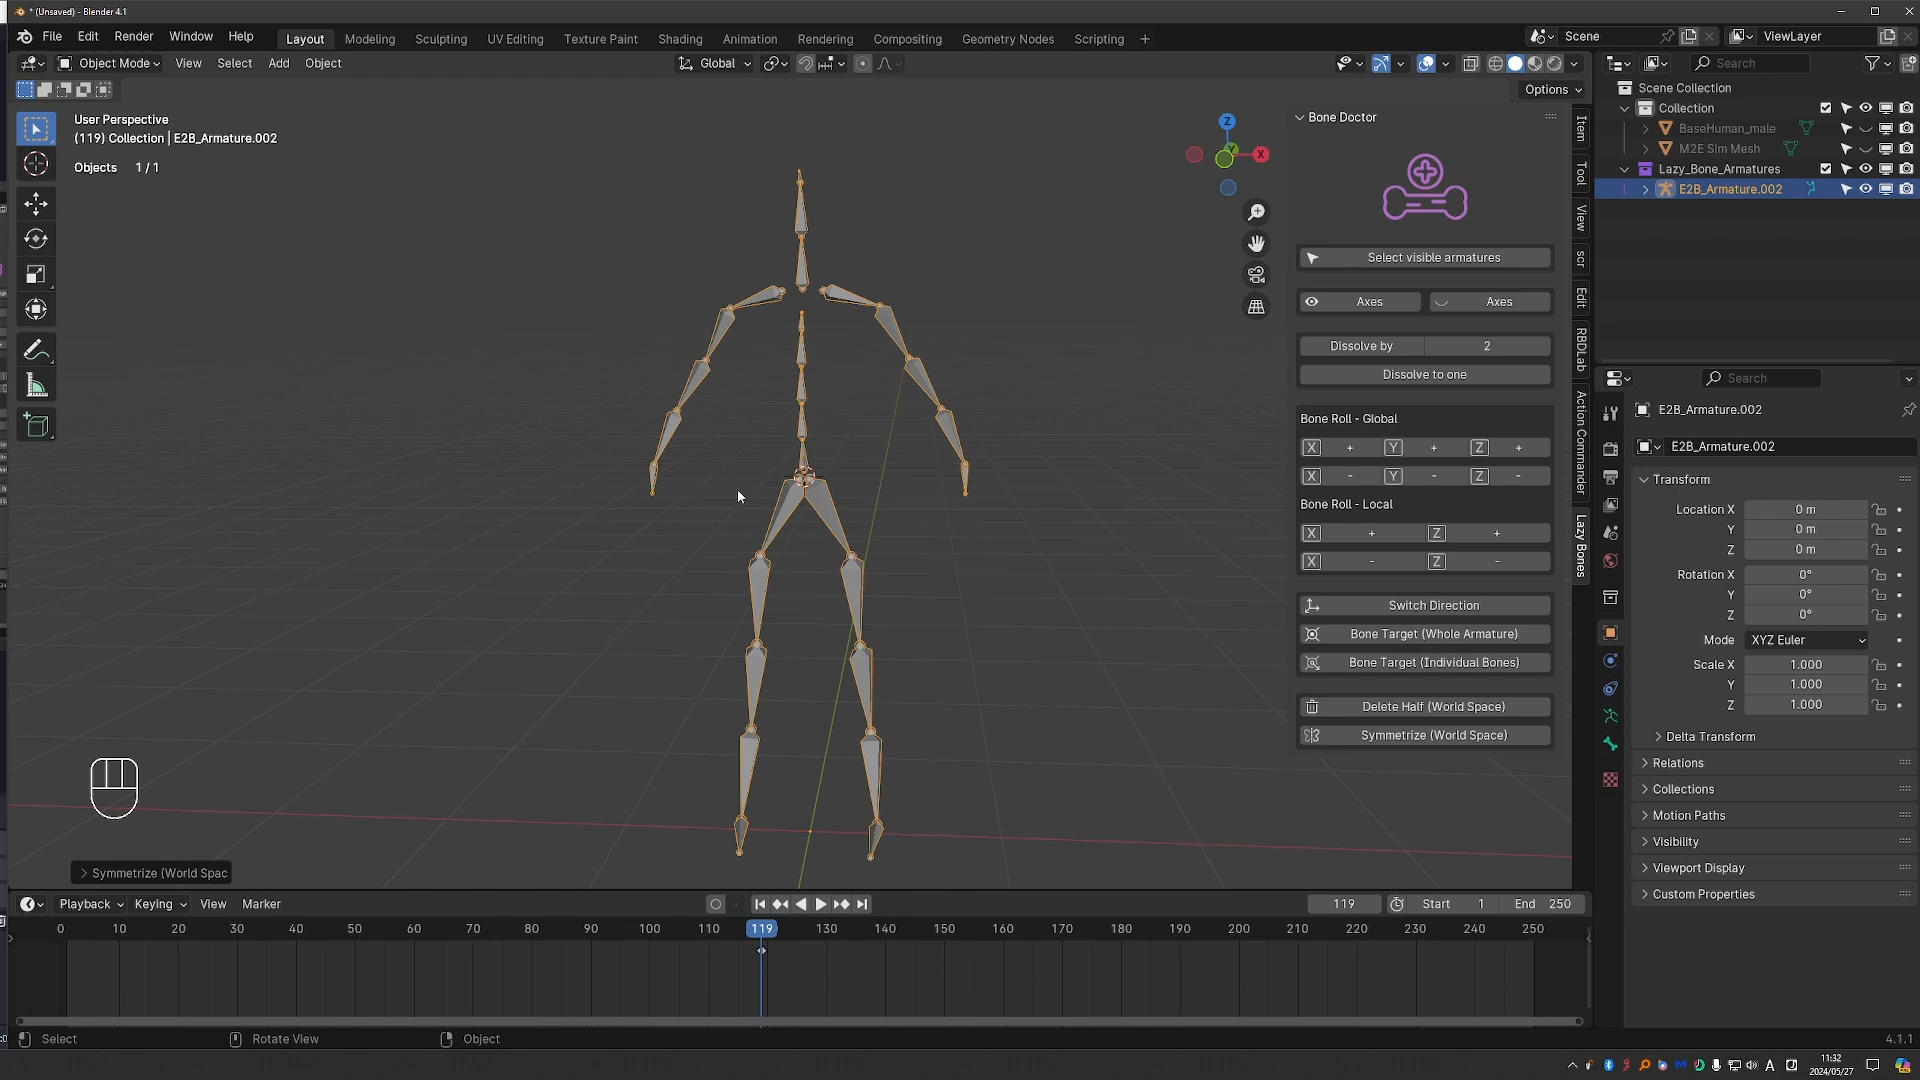 * (Unsaved) - Blender 4.1
File Edit Render Window Help
Layout Modeling Sculpting UV Editing Texture Paint Shading Animation Rendering Compositing Geometry Nodes Scripting +
Scene
ViewLayer
Object Mode View Select Add Object
Global
Search
Options
User Perspective
(119) Collection | E2B_Armature.002
Objects 1/1
Z
X
Bone Doctor
Select visible armatures
Axes Axes
Dissolve by 2
Dissolve to one
Bone Roll - Global
X + Y + Z +
X - Y - Z -
Bone Roll - Local
X + Z +
X - Z -
Switch Direction
Bone Target (Whole Armature)
Bone Target (Individual Bones)
Delete Half (World Space)
Symmetrize (World Space)
Item
Tool
View
scr
Edit
RBDLab
Action Commander
Lazy Bones
Scene Collection
Collection
BaseHuman_male
M2E Sim Mesh
Lazy_Bone_Armatures
E2B_Armature.002
Search
E2B_Armature.002
E2B_Armature.002
Transform
Location X 0 m
Y 0 m
Z 0 m
Rotation X 0°
Y 0°
Z 0°
Mode XYZ Euler
Scale X 1.000
Y 1.000
Z 1.000
Delta Transform
Relations
Collections
Motion Paths
Visibility
Viewport Display
Custom Properties
Symmetrize (World Spac
Playback Keying View Marker
119 Start 1 End 250
0 10 20 30 40 50 60 70 80 90 100 110 119 130 140 150 160 170 180 190 200 210 220 230 240 250
Select Rotate View Object
4.1.1
A
11:32
2024/05/27